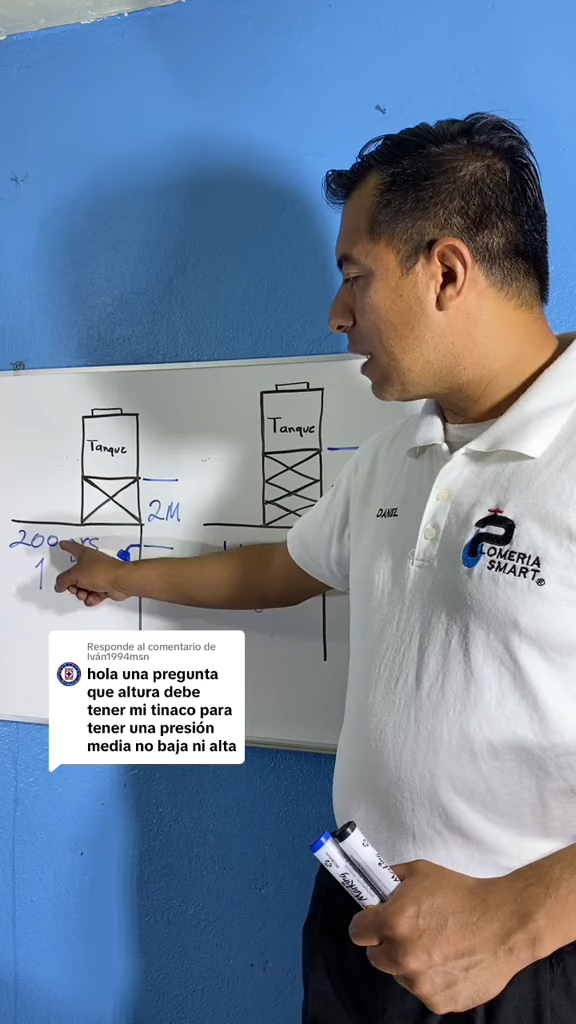 Tanque
Tanque
2M
1
DANIEL
PLOMERIA
SMART®
Responde al comentario de
Iván1994msn
hola una pregunta
que altura debe
tener mi tinaco para
tener una presión
media no baja ni alta